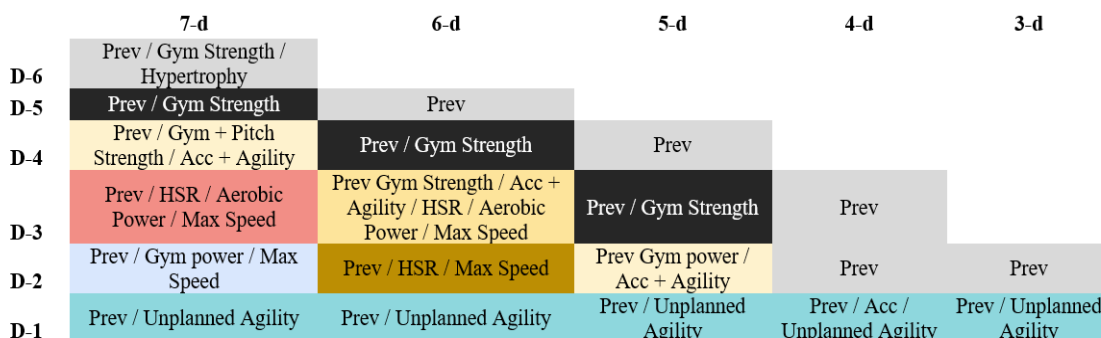 7-d 6-d 5-d 4-d 3-d
Prev / Gym Strength /
D-6 Hypertrophy
D-5 Prev / Gym Strength Prev
Prev / Gym + Pitch
D-4 Strength / Acc + Agility Prev / Gym Strength Prev
Prev / HSR / Aerobic
Power / Max Speed
Prev Gym Strength / Acc +
Agility / HSR / Aerobic
Power / Max Speed
D-3 Prev / Gym Strength Prev
Prev / Gym power / Max
Speed
D-2 Prev / HSR / Max Speed
Prev Gym power /
Acc + Agility
Prev Prev
D-1 Prev / Unplanned Agility Prev / Unplanned Agility
Prev / Unplanned
Agility
Prev / Acc /
Unplanned Agility
Prev / Unplanned
Agility